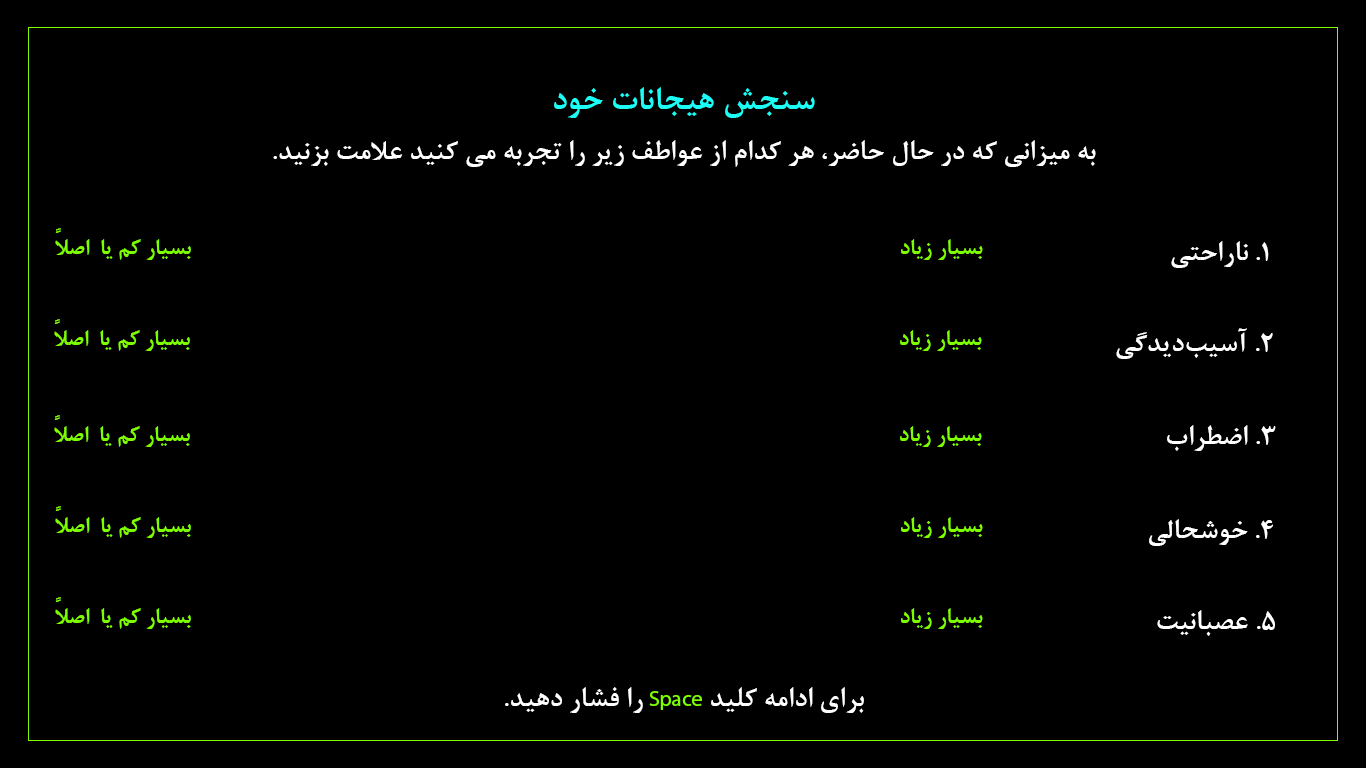 سنجش هیجانات خود
به میزانی که در حال حاضر، هر کدام از عواطف زیر را تجربه می کنید علامت بزنید.
۱. ناراحتی بسیار زیاد بسیار کم یا اصلاً
۲. آسیب‌دیدگی بسیار زیاد بسیار کم یا اصلاً
۳. اضطراب بسیار زیاد بسیار کم یا اصلاً
۴. خوشحالی بسیار زیاد بسیار کم یا اصلاً
۵. عصبانیت بسیار زیاد بسیار کم یا اصلاً
برای ادامه کلید Space را فشار دهید.